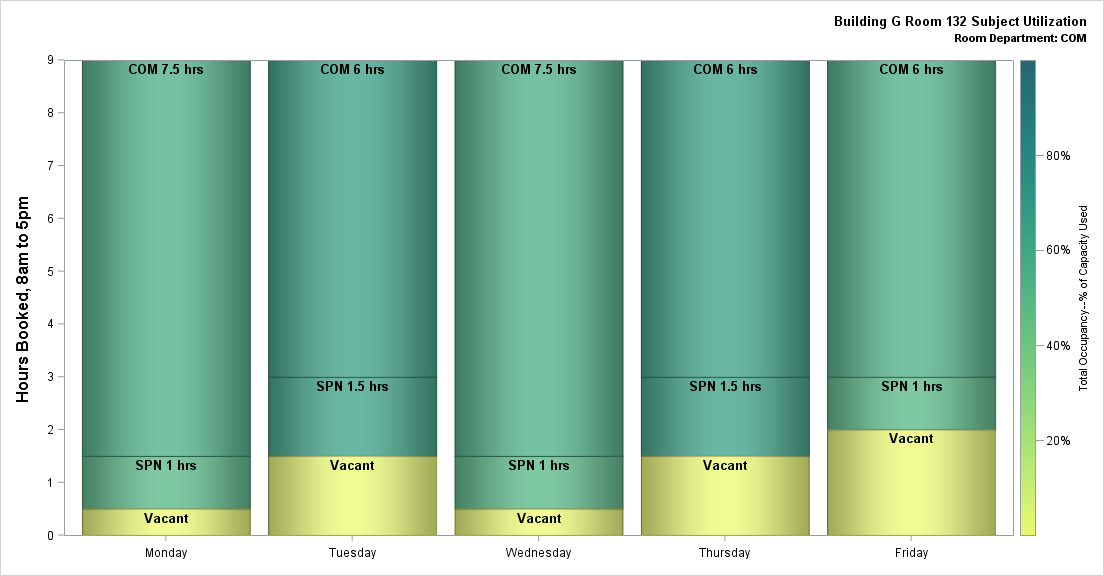 Building G Room 132 Subject Utilization
Room Department: COM
Hours Booked, 8am to 5pm
9
8
7
6
5
4
3
2
1
0
COM 7.5 hrs
SPN 1 hrs
Vacant
COM 6 hrs
SPN 1.5 hrs
Vacant
COM 7.5 hrs
SPN 1 hrs
Vacant
COM 6 hrs
SPN 1.5 hrs
Vacant
COM 6 hrs
SPN 1 hrs
Vacant
Monday
Tuesday
Wednesday
Thursday
Friday
80%
60%
40%
20%
Total Occupancy--% of Capacity Used